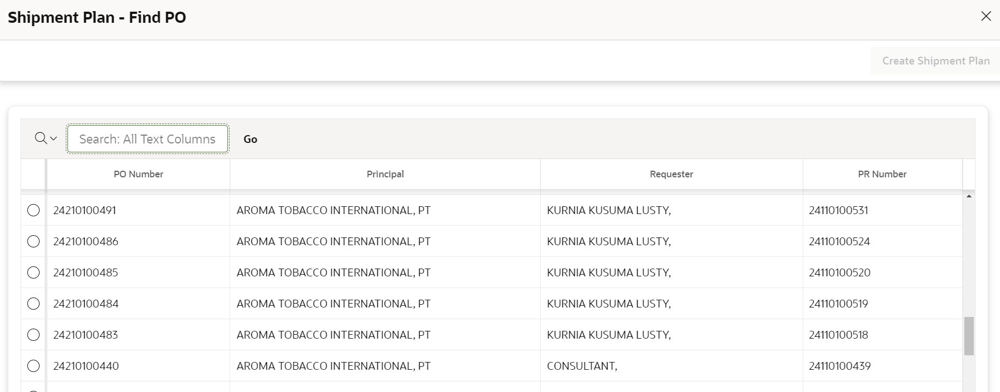 Shipment Plan - Find PO
Create Shipment Plan
Search: All Text Columns Go
PO Number Principal Requester PR Number
24210100491 AROMA TOBACCO INTERNATIONAL, PT KURNIA KUSUMA LUSTY, 24110100531
24210100486 AROMA TOBACCO INTERNATIONAL, PT KURNIA KUSUMA LUSTY, 24110100524
24210100485 AROMA TOBACCO INTERNATIONAL, PT KURNIA KUSUMA LUSTY, 24110100520
24210100484 AROMA TOBACCO INTERNATIONAL, PT KURNIA KUSUMA LUSTY, 24110100519
24210100483 AROMA TOBACCO INTERNATIONAL, PT KURNIA KUSUMA LUSTY, 24110100518
24210100440 AROMA TOBACCO INTERNATIONAL, PT CONSULTANT, 24110100439